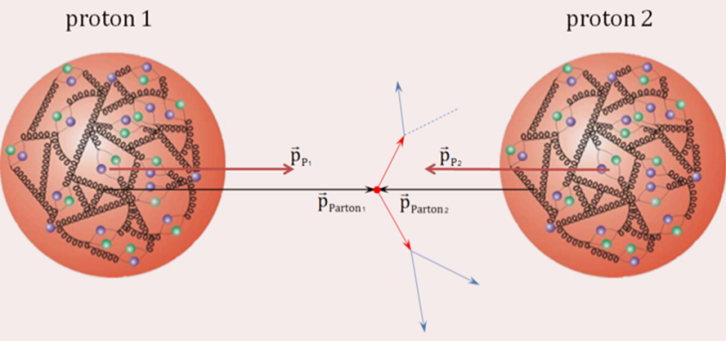 proton 1
proton 2
p⃗P₁
p⃗P₂
p⃗Parton₁
p⃗Parton₂